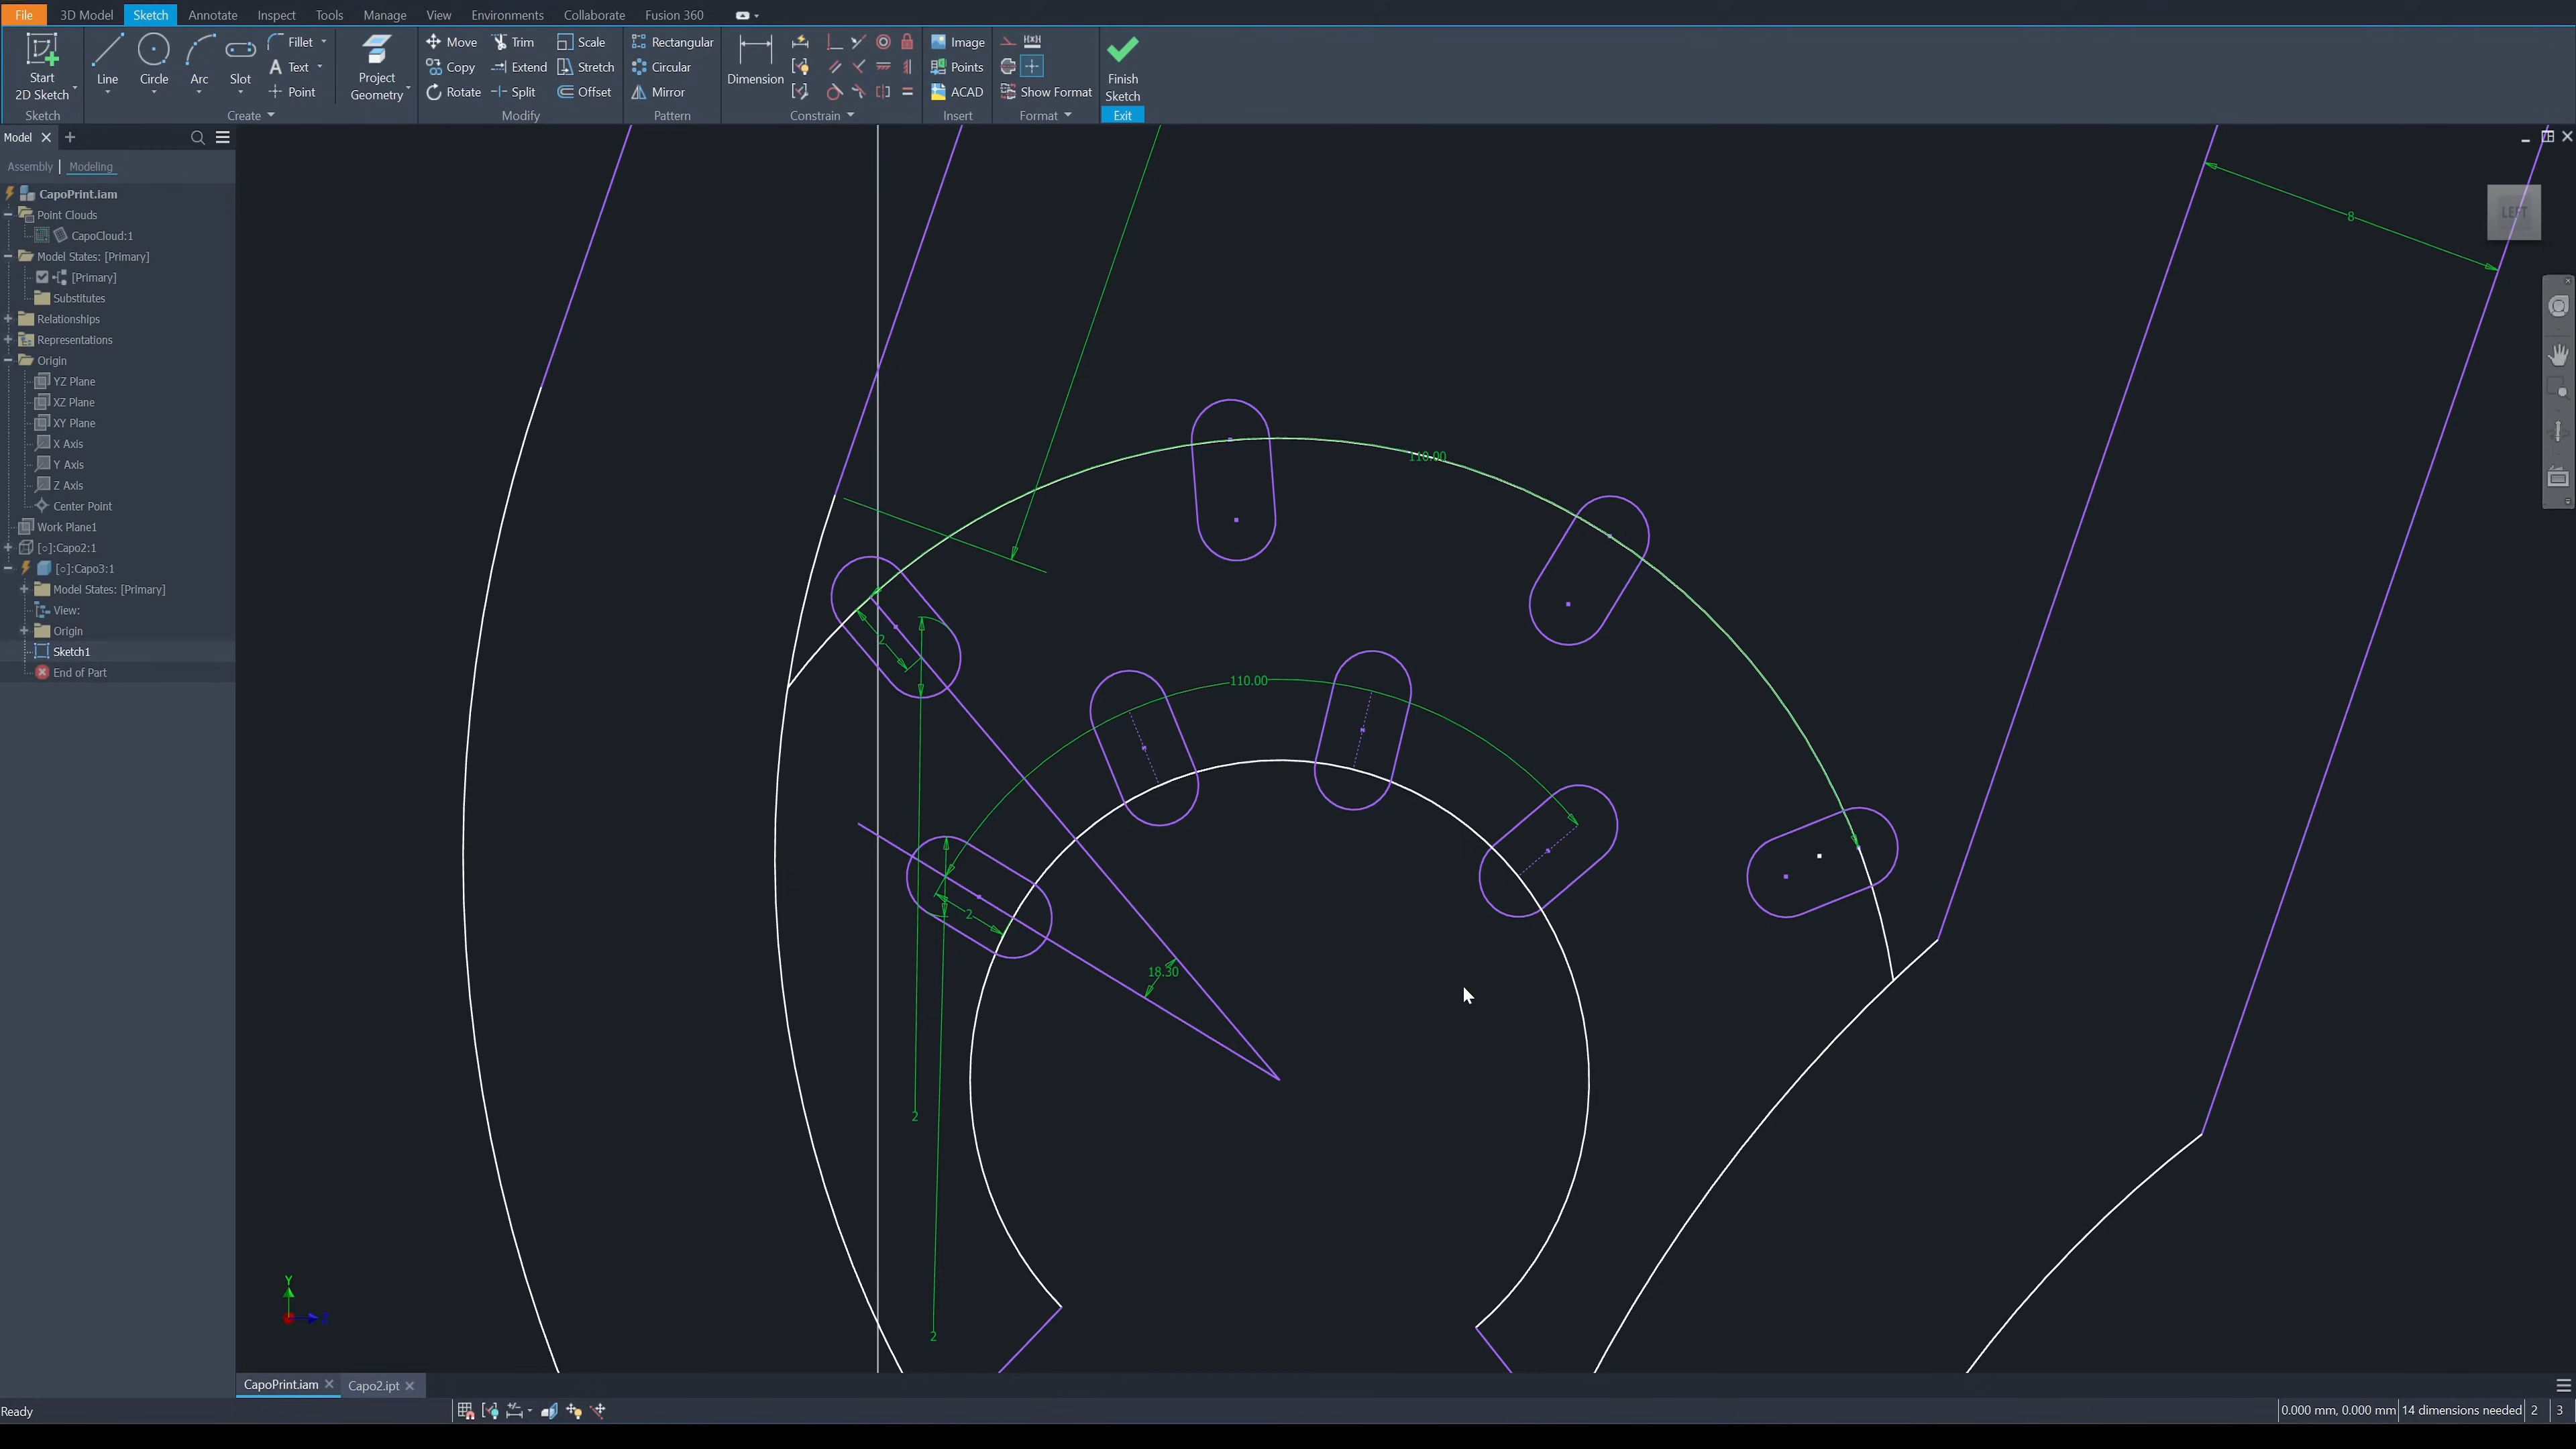 File 3D Model Sketch Annotate Inspect Tools Manage View Environments Collaborate Fusion 360
Start
2D Sketch
Line
Circle
Arc
Slot
Fillet
Text
Point
Project
Geometry
Move
Copy
Rotate
Trim
Extend
Split
Scale
Stretch
Offset
Rectangular
Circular
Mirror
Dimension
Image
Points
ACAD
Show Format
Finish
Sketch
Sketch Create Modify Pattern Constrain Insert Format Exit
Model
Assembly | Modeling
CapoPrint.iam
Point Clouds
CapoCloud:1
Model States: [Primary]
[Primary]
Substitutes
Relationships
Representations
Origin
YZ Plane
XZ Plane
XY Plane
X Axis
Y Axis
Z Axis
Center Point
Work Plane1
[○]:Capo2:1
[○]:Capo3:1
Model States: [Primary]
View:
Origin
Sketch1
End of Part
LEFT
8
110.00
2
110.00
2
18.30
2
2
Y
Z
CapoPrint.iam Capo2.ipt
Ready
0.000 mm, 0.000 mm 14 dimensions needed 2 3